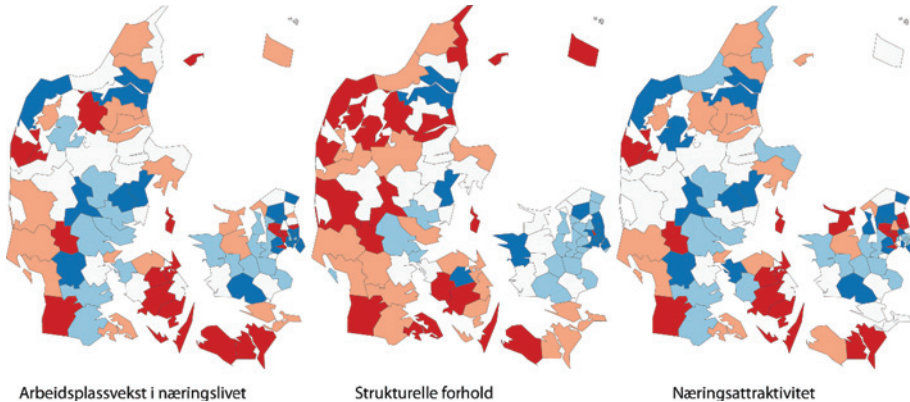 Arbeidsplassvekst i næringslivet
Strukturelle forhold
Næringsattraktivitet